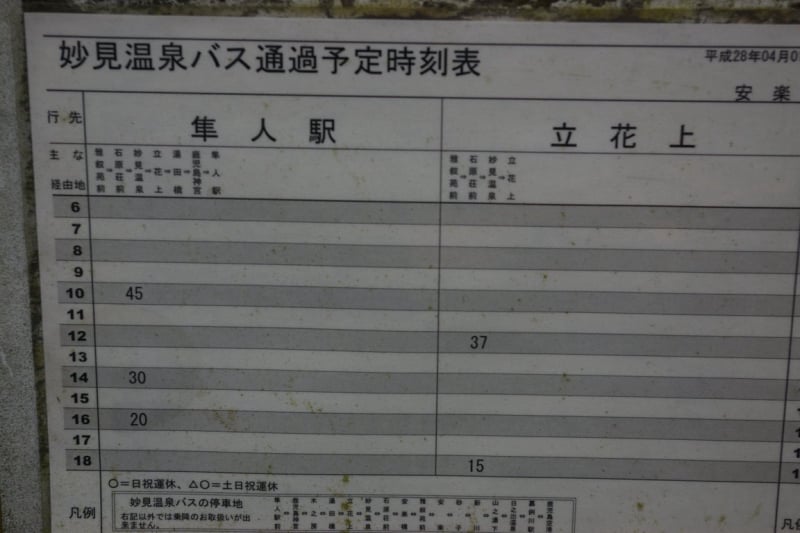 妙見温泉バス通過予定時刻表
平成28年04月0
安楽
行先 隼人駅 立花上
主な経由地 雅叙苑前⇒石原荘前⇒妙見温泉⇒立花上⇒湯田橋⇒鹿児島神宮⇒隼人駅 雅叙苑前⇒石原荘前⇒妙見温泉⇒立花上
6
7
8
9
10 45
11
12 37
13
14 30
15
16 20
17
18 15
〇=日祝運休、△〇=土日祝運休
凡例
妙見温泉バスの停車地
右記以外では乗降のお取扱いが出
来ません。
凡例